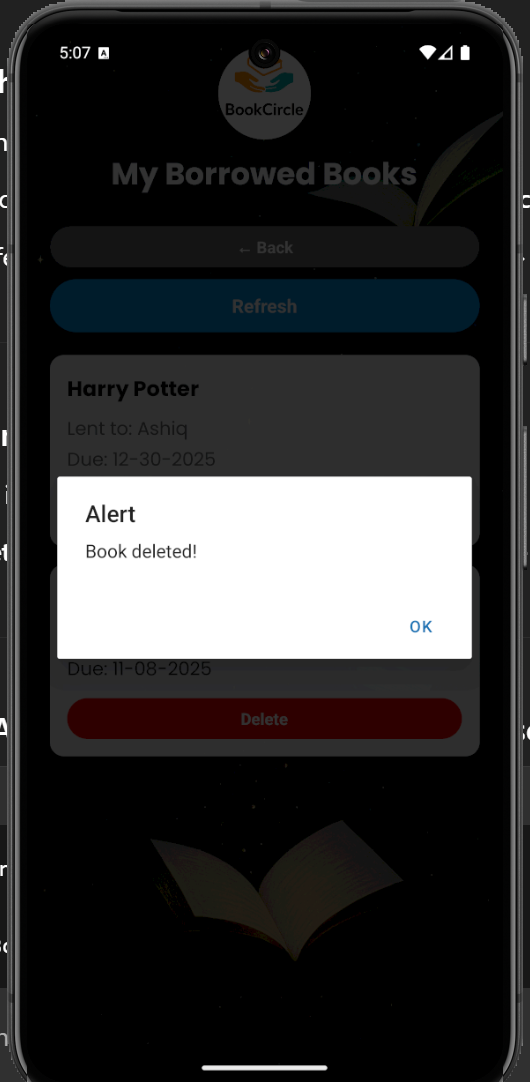 5:07 A
BookCircle
My Borrowed Books
← Back
Refresh
Harry Potter
Lent to: Ashiq
Due: 12-30-2025
Alert
Book deleted!
OK
Due: 11-08-2025
Delete